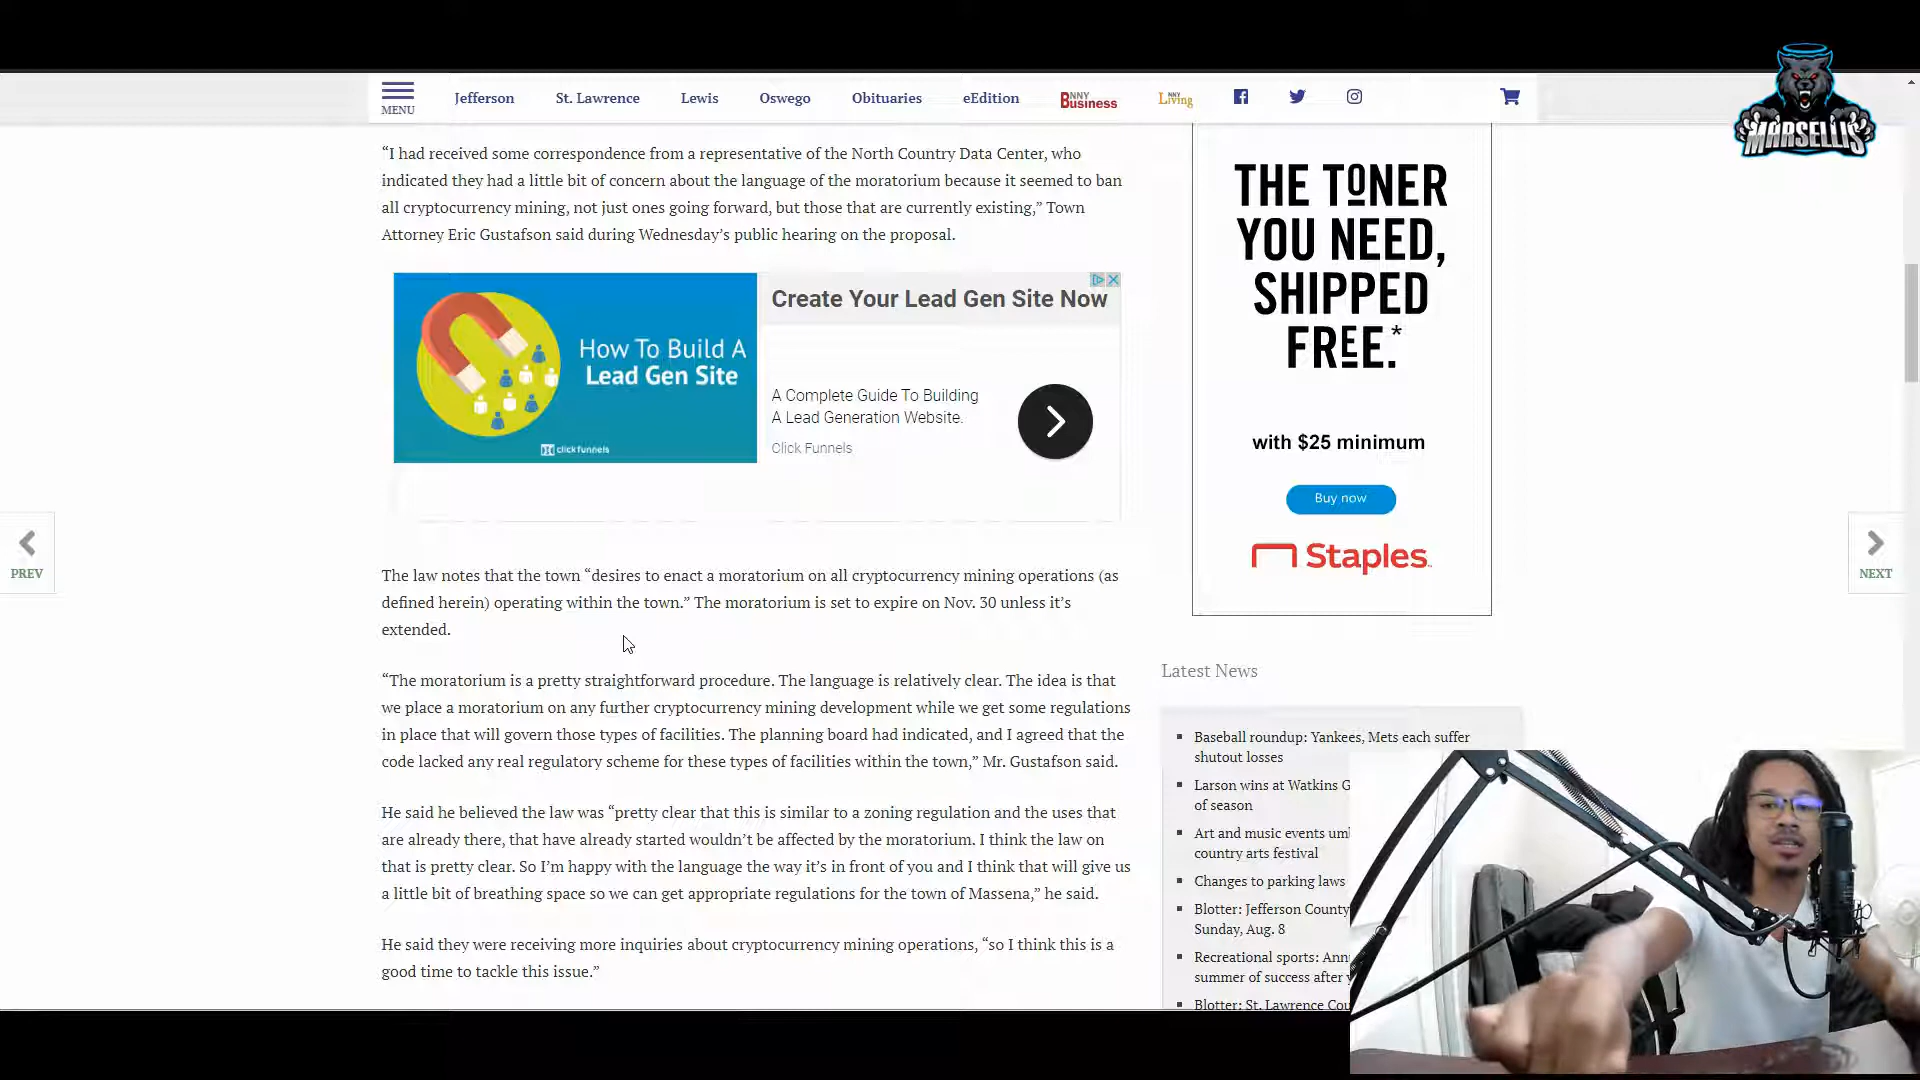 MARSELLIS
MENU
Jefferson
St. Lawrence
Lewis
Oswego
Obituaries
eEdition
NNY Business
NNY Living
“I had received some correspondence from a representative of the North Country Data Center, who
indicated they had a little bit of concern about the language of the moratorium because it seemed to ban
all cryptocurrency mining, not just ones going forward, but those that are currently existing,” Town
Attorney Eric Gustafson said during Wednesday’s public hearing on the proposal.
How To Build A
Lead Gen Site
clickfunnels
Create Your Lead Gen Site Now
A Complete Guide To Building
A Lead Generation Website.
Click Funnels
THE TONER
YOU NEED,
SHIPPED
FREE.*
with $25 minimum
Buy now
Staples
PREV
NEXT
The law notes that the town “desires to enact a moratorium on all cryptocurrency mining operations (as
defined herein) operating within the town.” The moratorium is set to expire on Nov. 30 unless it’s
extended.
“The moratorium is a pretty straightforward procedure. The language is relatively clear. The idea is that
we place a moratorium on any further cryptocurrency mining development while we get some regulations
in place that will govern those types of facilities. The planning board had indicated, and I agreed that the
code lacked any real regulatory scheme for these types of facilities within the town,” Mr. Gustafson said.
He said he believed the law was “pretty clear that this is similar to a zoning regulation and the uses that
are already there, that have already started wouldn’t be affected by the moratorium. I think the law on
that is pretty clear. So I’m happy with the language the way it’s in front of you and I think that will give us
a little bit of breathing space so we can get appropriate regulations for the town of Massena,” he said.
He said they were receiving more inquiries about cryptocurrency mining operations, “so I think this is a
good time to tackle this issue.”
Latest News
Baseball roundup: Yankees, Mets each suffer
shutout losses
Larson wins at Watkins G
of season
Art and music events um
country arts festival
Changes to parking laws
Blotter: Jefferson County
Sunday, Aug. 8
Recreational sports: Ann
summer of success after
Blotter: St. Lawrence Cou